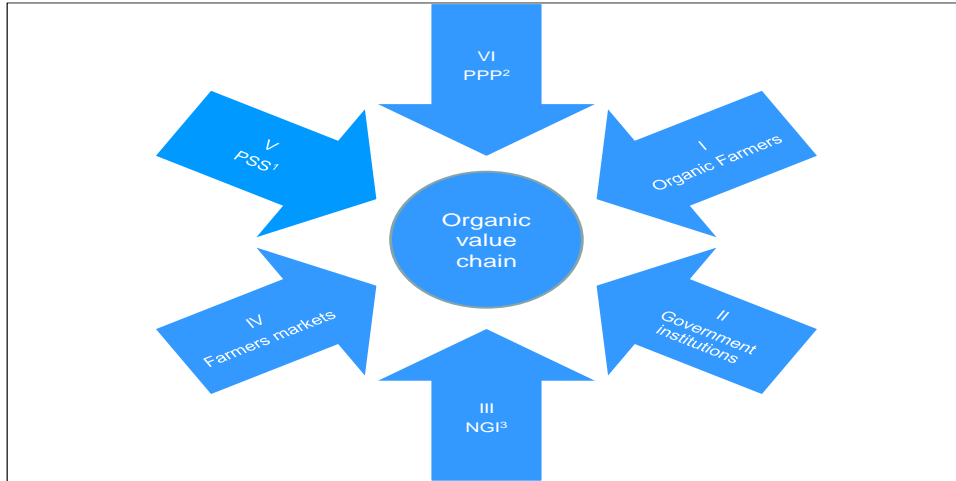 VI
PPP²
V
PSS¹
I
Organic Farmers
Organic
value
chain
IV
Farmers markets
II
Government
institutions
III
NGI³